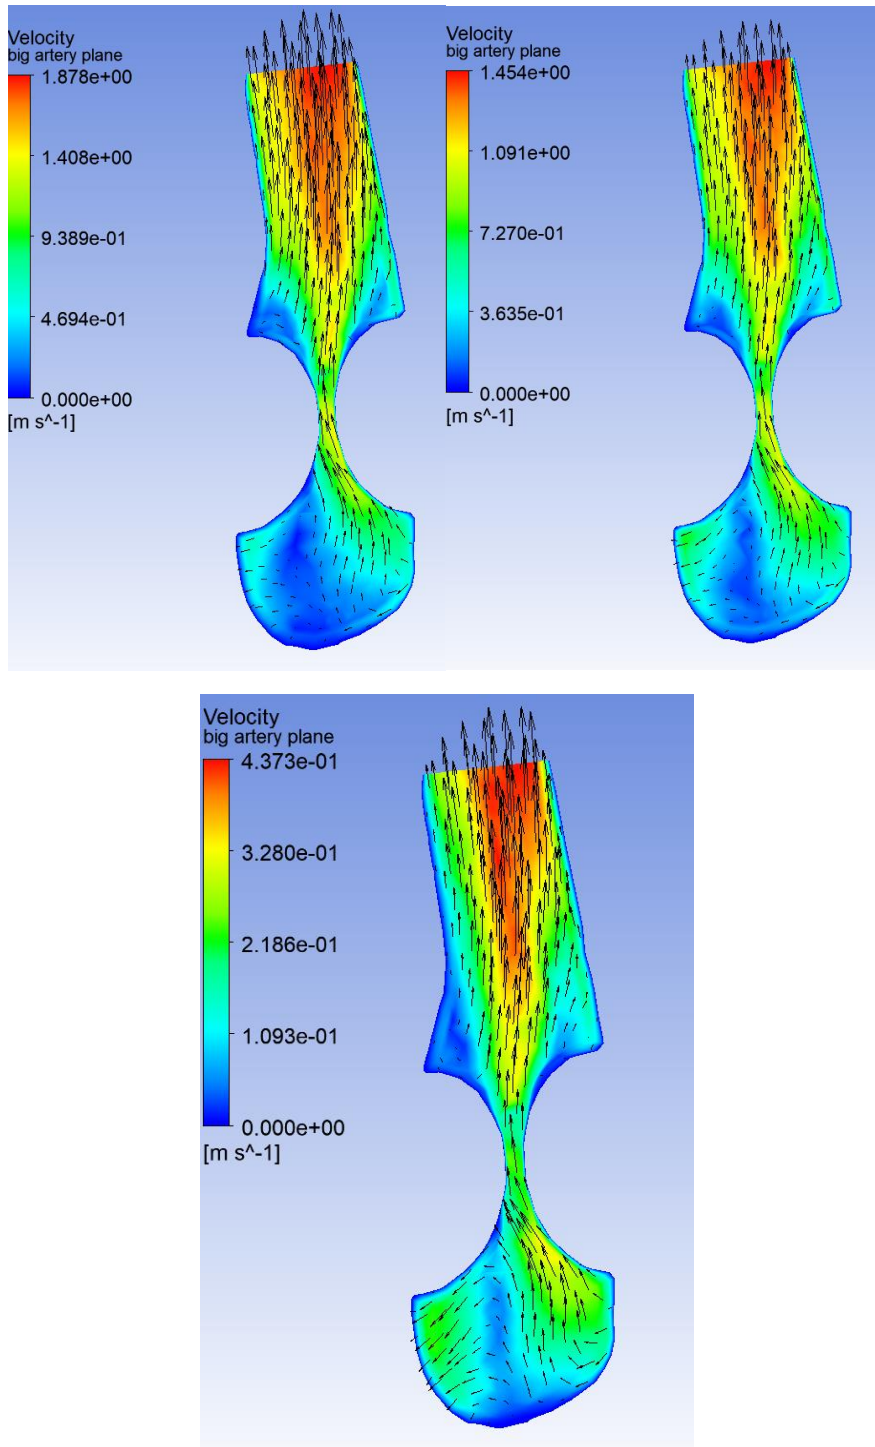 Velocity
big artery plane
1.878e+00
1.408e+00
9.389e-01
4.694e-01
0.000e+00
[m s^-1]
Velocity
big artery plane
1.454e+00
1.091e+00
7.270e-01
3.635e-01
0.000e+00
[m s^-1]
Velocity
big artery plane
4.373e-01
3.280e-01
2.186e-01
1.093e-01
0.000e+00
[m s^-1]